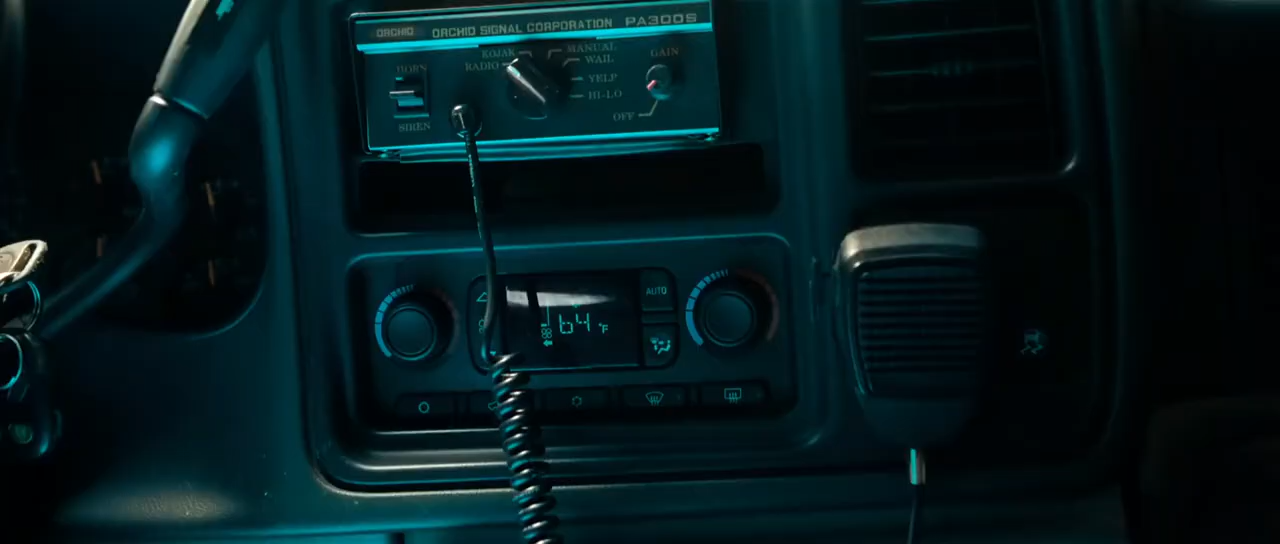 ORCHID ORCHID SIGNAL CORPORATION PA300S
KOJAK MANUAL GAIN
RADIO WAIL
HORN YELP
HI-LO
SIREN OFF
64 °F
AUTO